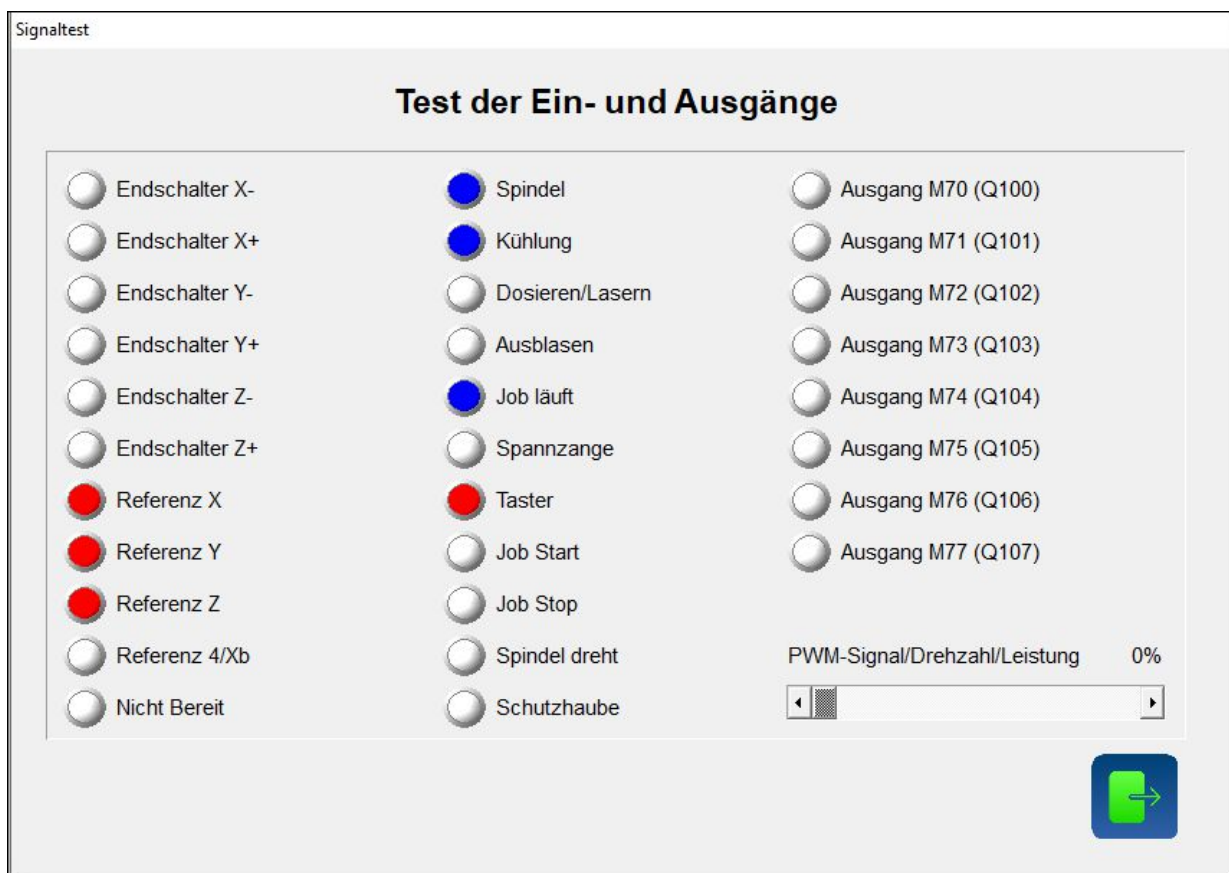 Signaltest
Test der Ein- und Ausgänge
Endschalter X-
Endschalter X+
Endschalter Y-
Endschalter Y+
Endschalter Z-
Endschalter Z+
Referenz X
Referenz Y
Referenz Z
Referenz 4/Xb
Nicht Bereit
Spindel
Kühlung
Dosieren/Lasern
Ausblasen
Job läuft
Spannzange
Taster
Job Start
Job Stop
Spindel dreht
Schutzhaube
Ausgang M70 (Q100)
Ausgang M71 (Q101)
Ausgang M72 (Q102)
Ausgang M73 (Q103)
Ausgang M74 (Q104)
Ausgang M75 (Q105)
Ausgang M76 (Q106)
Ausgang M77 (Q107)
PWM-Signal/Drehzahl/Leistung 0%